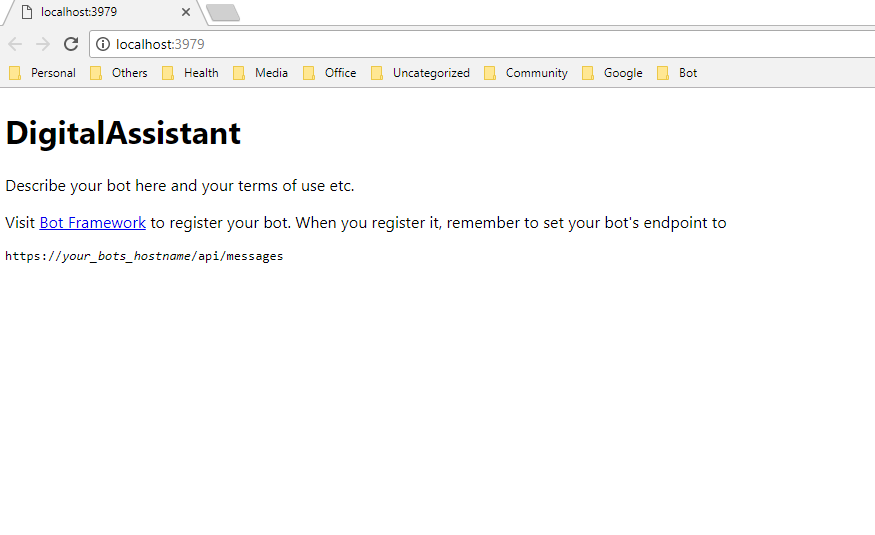 localhost:3979
localhost:3979
Personal Others Health Media Office Uncategorized Community Google Bot
DigitalAssistant
Describe your bot here and your terms of use etc.
Visit Bot Framework to register your bot. When you register it, remember to set your bot's endpoint to
https://your_bots_hostname/api/messages